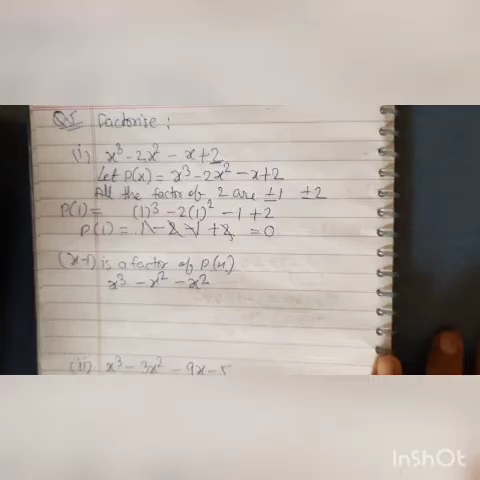 Q.5 Factorise :
(i) x³ - 2x² - x + 2
Let p(x) = x³ - 2x² - x + 2
All the factor of 2 are ±1 ±2
P(1) = (1)³ - 2(1)² - 1 + 2
P(1) = 1 - 2 - 1 + 2, = 0
(x-1) is a factor of P(x)
x³ - x² - x²
(ii) x³ - 3x² - 9x - 5
InShOt